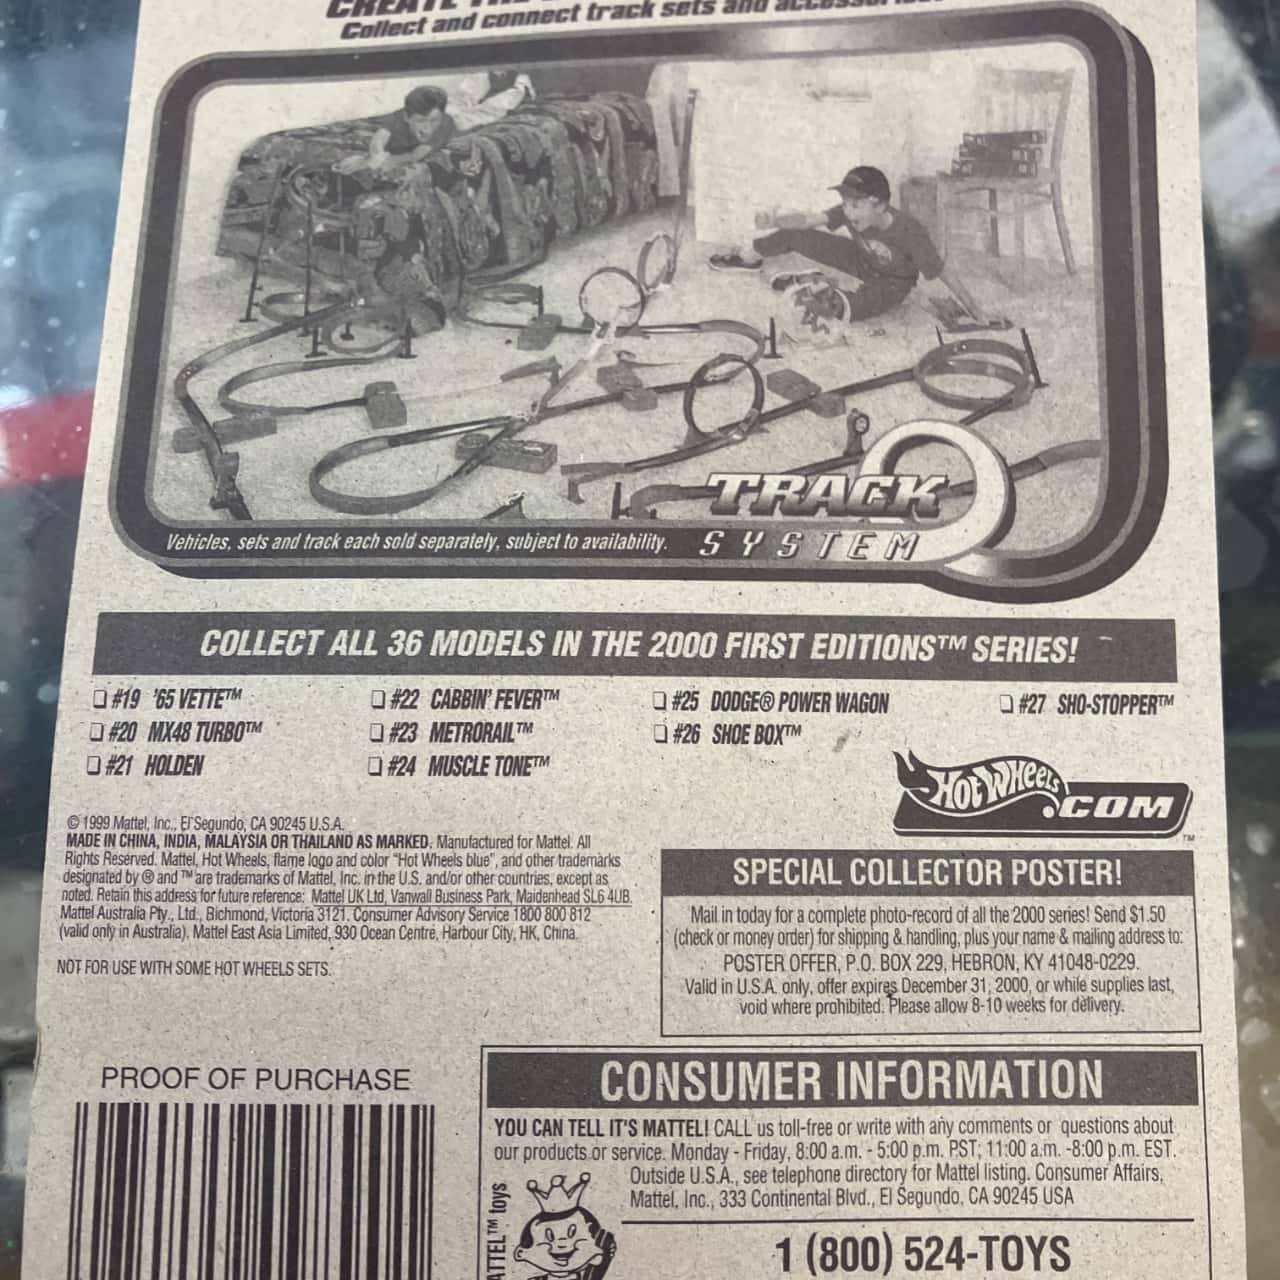 CREATE THE
Collect and connect track sets and
TRACK
SYSTEM
Vehicles, sets and track each sold separately, subject to availability.
COLLECT ALL 36 MODELS IN THE 2000 FIRST EDITIONS™ SERIES!
❏ #19 '65 VETTE™
❏ #20 MX48 TURBO™
❏ #21 HOLDEN
❏ #22 CABBIN' FEVER™
❏ #23 METRORAIL™
❏ #24 MUSCLE TONE™
❏ #25 DODGE® POWER WAGON
❏ #26 SHOE BOX™
❏ #27 SHO-STOPPER™
HOT WHEELS
.COM
™
© 1999 Mattel, Inc., El Segundo, CA 90245 U.S.A.
MADE IN CHINA, INDIA, MALAYSIA OR THAILAND AS MARKED. Manufactured for Mattel. All
Rights Reserved. Mattel, Hot Wheels, flame logo and color "Hot Wheels blue", and other trademarks
designated by ® and ™ are trademarks of Mattel, Inc. in the U.S. and/or other countries, except as
noted. Retain this address for future reference: Mattel UK Ltd, Vanwall Business Park, Maidenhead SL6 4UB.
Mattel Australia Pty., Ltd., Richmond, Victoria 3121. Consumer Advisory Service 1800 800 812
(valid only in Australia). Mattel East Asia Limited, 930 Ocean Centre, Harbour City, HK, China.
NOT FOR USE WITH SOME HOT WHEELS SETS.
SPECIAL COLLECTOR POSTER!
Mail in today for a complete photo-record of all the 2000 series! Send $1.50
(check or money order) for shipping & handling, plus your name & mailing address to:
POSTER OFFER, P.O. BOX 229, HEBRON, KY 41048-0229.
Valid in U.S.A. only, offer expires December 31, 2000, or while supplies last,
void where prohibited. Please allow 8-10 weeks for delivery.
PROOF OF PURCHASE
CONSUMER INFORMATION
YOU CAN TELL IT'S MATTEL! CALL us toll-free or write with any comments or questions about
our products or service. Monday - Friday, 8:00 a.m. - 5:00 p.m. PST; 11:00 a.m. -8:00 p.m. EST.
Outside U.S.A., see telephone directory for Mattel listing. Consumer Affairs,
Mattel, Inc., 333 Continental Blvd., El Segundo, CA 90245 USA
1 (800) 524-TOYS
ATTEL™ toys